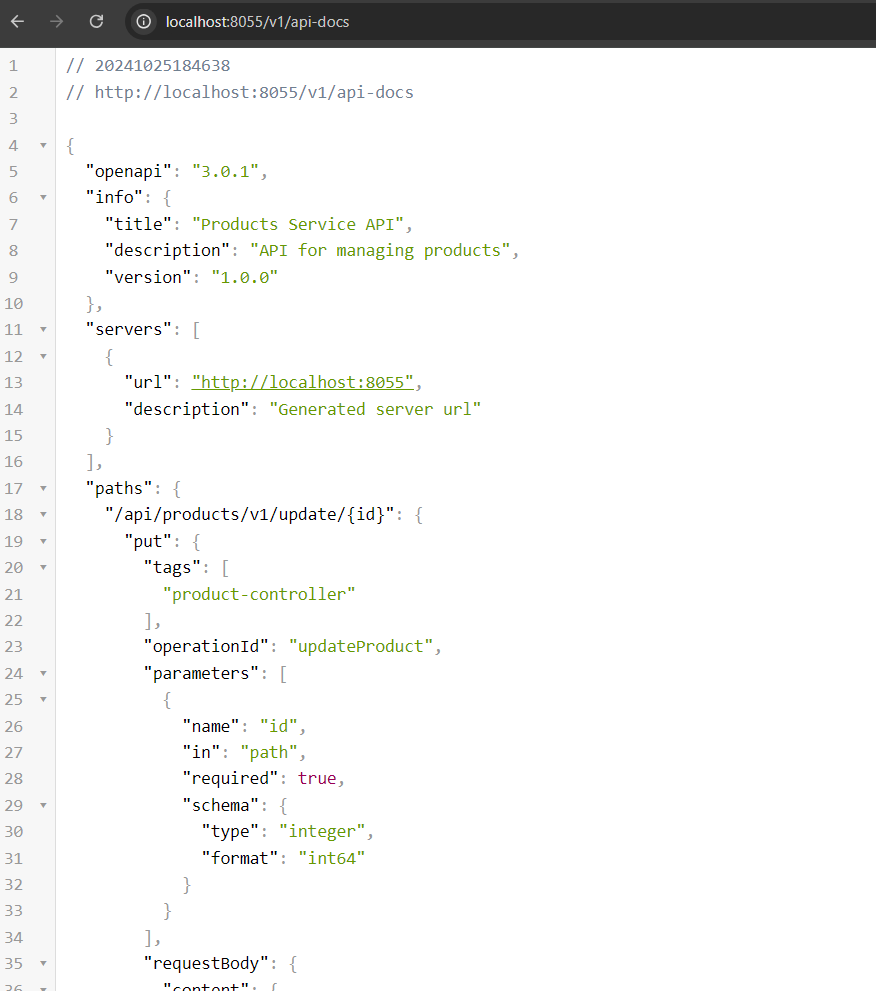 localhost:8055/v1/api-docs
1 // 20241025184638
2 // http://localhost:8055/v1/api-docs
3
4 {
5   "openapi": "3.0.1",
6   "info": {
7     "title": "Products Service API",
8     "description": "API for managing products",
9     "version": "1.0.0"
10   },
11   "servers": [
12     {
13       "url": "http://localhost:8055",
14       "description": "Generated server url"
15     }
16   ],
17   "paths": {
18     "/api/products/v1/update/{id}": {
19       "put": {
20         "tags": [
21           "product-controller"
22         ],
23         "operationId": "updateProduct",
24         "parameters": [
25           {
26             "name": "id",
27             "in": "path",
28             "required": true,
29             "schema": {
30               "type": "integer",
31               "format": "int64"
32             }
33           }
34         ],
35         "requestBody": {
36           "content": {